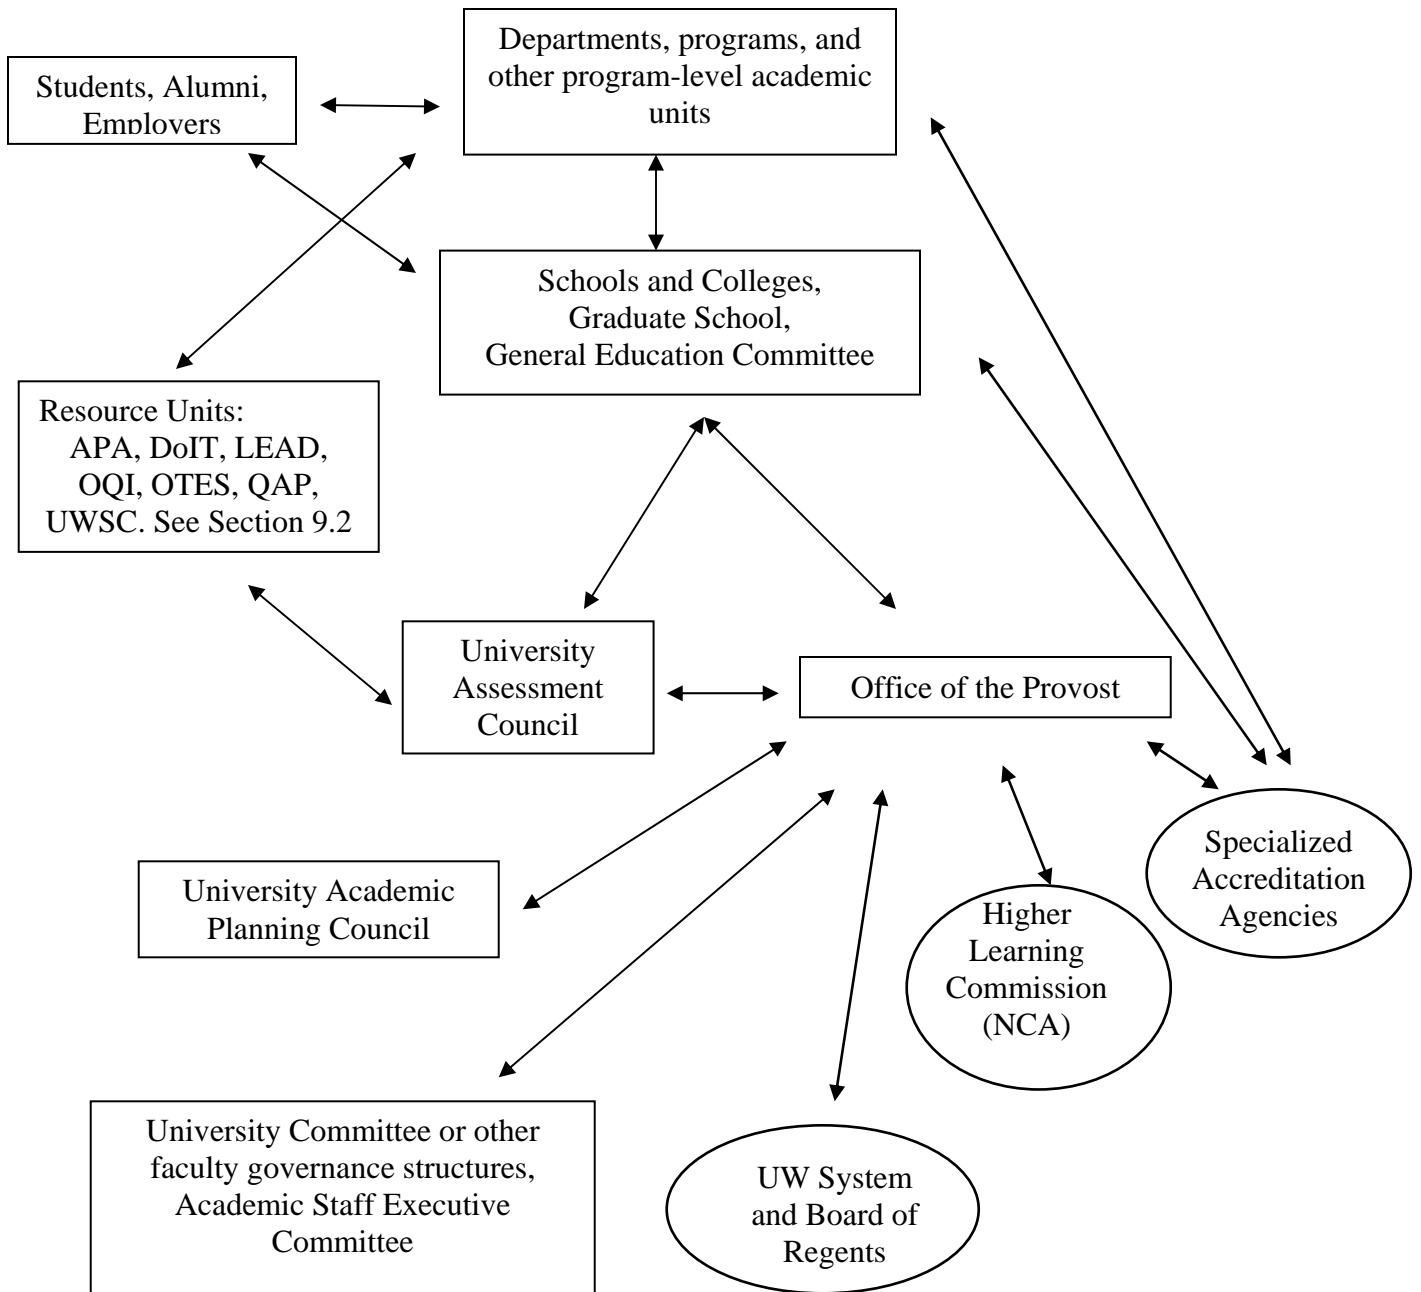 Departments, programs, and
other program-level academic
units
Students, Alumni,
Employers
Schools and Colleges,
Graduate School,
General Education Committee
Resource Units:
APA, DoIT, LEAD,
OQI, OTES, QAP,
UWSC. See Section 9.2
University
Assessment
Council
Office of the Provost
Specialized
Accreditation
Agencies
University Academic
Planning Council
Higher
Learning
Commission
(NCA)
University Committee or other
faculty governance structures,
Academic Staff Executive
Committee
UW System
and Board of
Regents